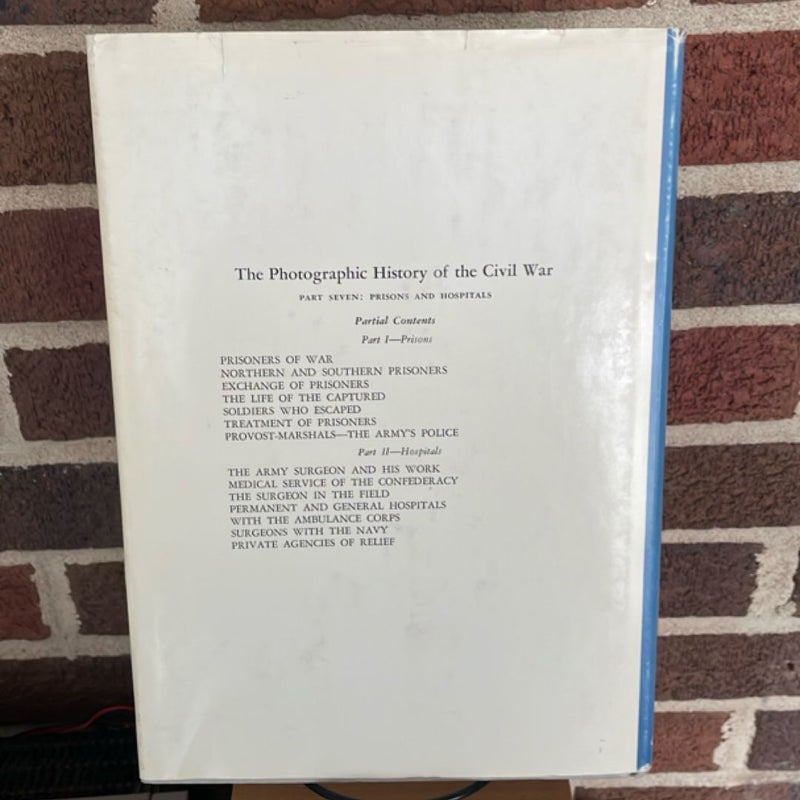 The Photographic History of the Civil War
PART SEVEN: PRISONS AND HOSPITALS
Partial Contents
Part I—Prisons
PRISONERS OF WAR
NORTHERN AND SOUTHERN PRISONERS
EXCHANGE OF PRISONERS
THE LIFE OF THE CAPTURED
SOLDIERS WHO ESCAPED
TREATMENT OF PRISONERS
PROVOST-MARSHALS—THE ARMY'S POLICE
Part II—Hospitals
THE ARMY SURGEON AND HIS WORK
MEDICAL SERVICE OF THE CONFEDERACY
THE SURGEON IN THE FIELD
PERMANENT AND GENERAL HOSPITALS
WITH THE AMBULANCE CORPS
SURGEONS WITH THE NAVY
PRIVATE AGENCIES OF RELIEF